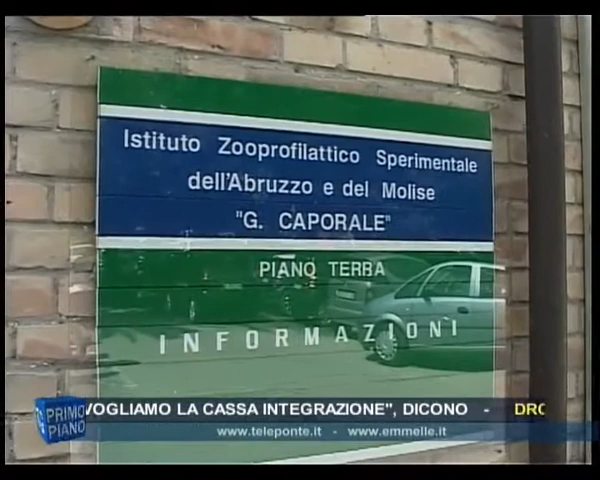 Istituto Zooprofilattico Sperimentale
dell'Abruzzo e del Molise
"G. CAPORALE"
PIANO TERRA
INFORMAZIONI
PRIMO
PIANO
VOGLIAMO LA CASSA INTEGRAZIONE", DICONO -
www.teleponte.it - www.emmelle.it